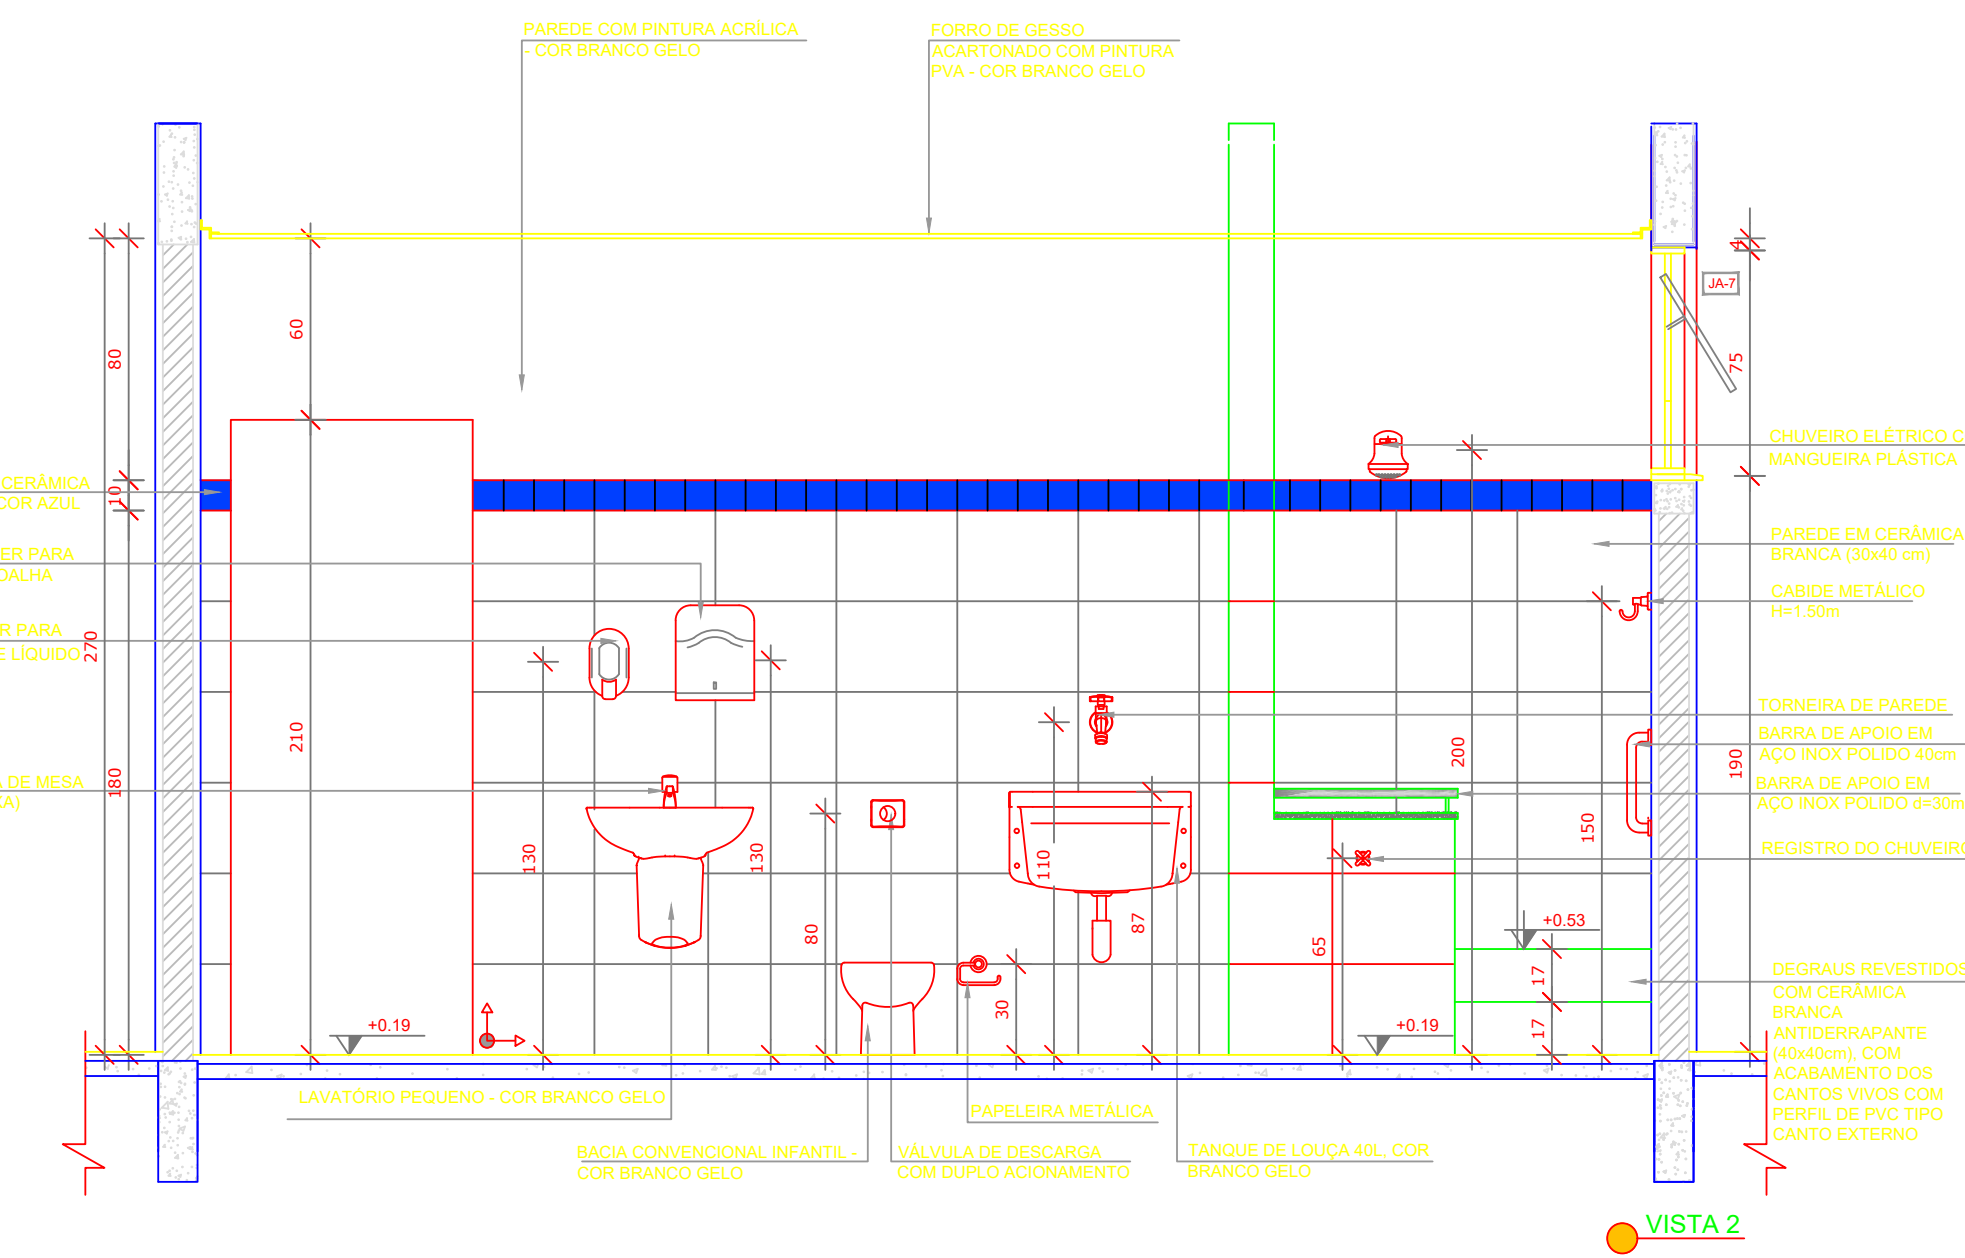 PAREDE COM PINTURA ACRÍLICA
- COR BRANCO GELO
FORRO DE GESSO
ACARTONADO COM PINTURA
PVA - COR BRANCO GELO
4
JA-7
60
80
75
CHUVEIRO ELÉTRICO C
MANGUEIRA PLÁSTICA
CERÂMICA
COR AZUL
10
PAREDE EM CERÂMICA
BRANCA (30x40 cm)
ER PARA
OALHA
CABIDE METÁLICO
H=1.50m
R PARA
E LÍQUIDO
270
210
180
TORNEIRA DE PAREDE
BARRA DE APOIO EM
AÇO INOX POLIDO 40cm
200
190
A DE MESA
KA)
BARRA DE APOIO EM
AÇO INOX POLIDO d=30m
130
130
110
150
REGISTRO DO CHUVEIRO
80
87
65
+0.53
17
DEGRAUS REVESTIDOS
COM CERÂMICA
BRANCA
ANTIDERRAPANTE
(40x40cm), COM
ACABAMENTO DOS
CANTOS VIVOS COM
PERFIL DE PVC TIPO
CANTO EXTERNO
30
17
+0.19
+0.19
LAVATÓRIO PEQUENO - COR BRANCO GELO
PAPELEIRA METÁLICA
BACIA CONVENCIONAL INFANTIL -
COR BRANCO GELO
VÁLVULA DE DESCARGA
COM DUPLO ACIONAMENTO
TANQUE DE LOUÇA 40L, COR
BRANCO GELO
VISTA 2